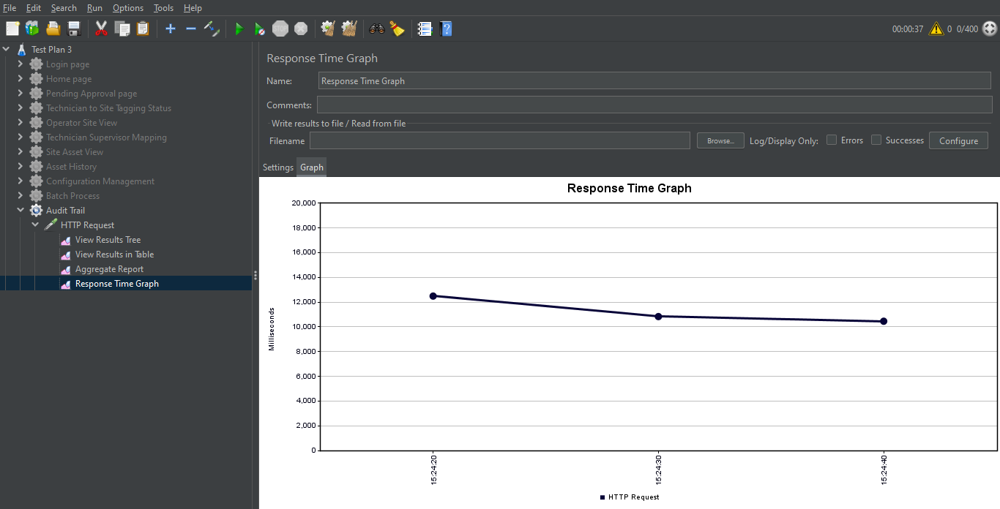 File Edit Search Run Options Tools Help
STOP
00:00:37 0 0/400
Test Plan 3
Login page
Home page
Pending Approval page
Technician to Site Tagging Status
Operator Site View
Technician Supervisor Mapping
Site Asset View
Asset History
Configuration Management
Batch Process
Audit Trail
HTTP Request
View Results Tree
View Results in Table
Aggregate Report
Response Time Graph
Response Time Graph
Name: Response Time Graph
Comments:
Write results to file / Read from file
Filename Browse... Log/Display Only: Errors Successes Configure
Settings Graph
Response Time Graph
20,000
18,000
16,000
14,000
12,000
10,000
8,000
6,000
4,000
2,000
0
Milliseconds
15:24:20 15:24:30 15:24:40
HTTP Request